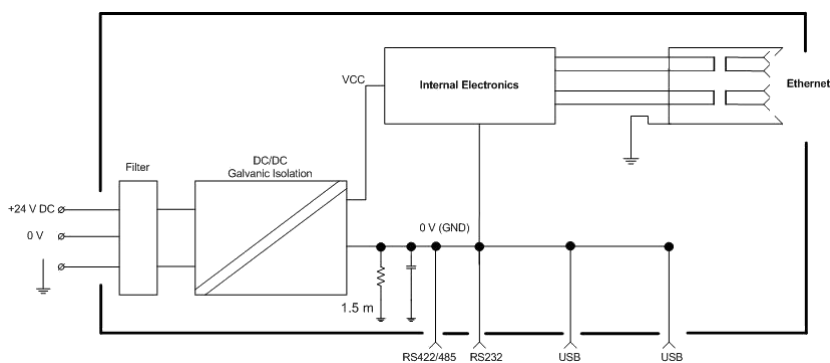 VCC
Internal Electronics
Ethernet
Filter
DC/DC
Galvanic Isolation
+24 V DC
0 V
0 V (GND)
1.5 m
RS422/485
RS232
USB
USB